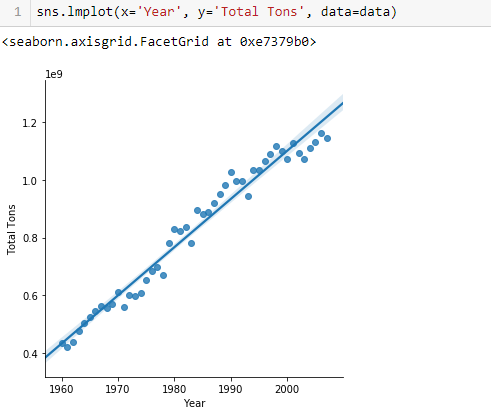 1 sns.lmplot(x='Year', y='Total Tons', data=data)
<seaborn.axisgrid.FacetGrid at 0xe7379b0>
1e9
1.2
1.0
0.8
0.6
0.4
Total Tons
1960 1970 1980 1990 2000
Year